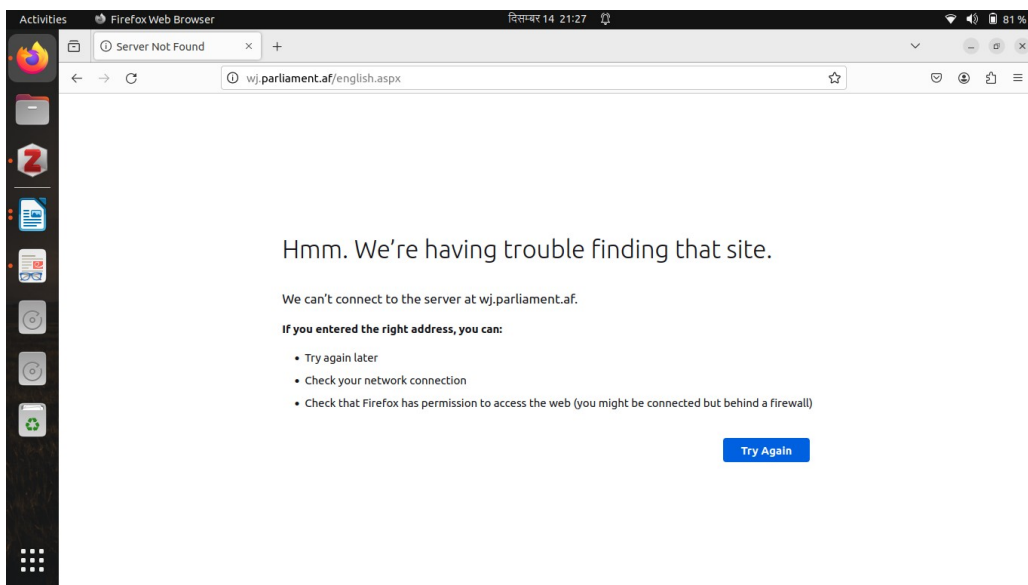 Activities Firefox Web Browser दिसम्बर 14 21:27 81 %
Server Not Found
wj.parliament.af/english.aspx
Z
Hmm. We're having trouble finding that site.
We can't connect to the server at wj.parliament.af.
If you entered the right address, you can:
• Try again later
• Check your network connection
• Check that Firefox has permission to access the web (you might be connected but behind a firewall)
Try Again